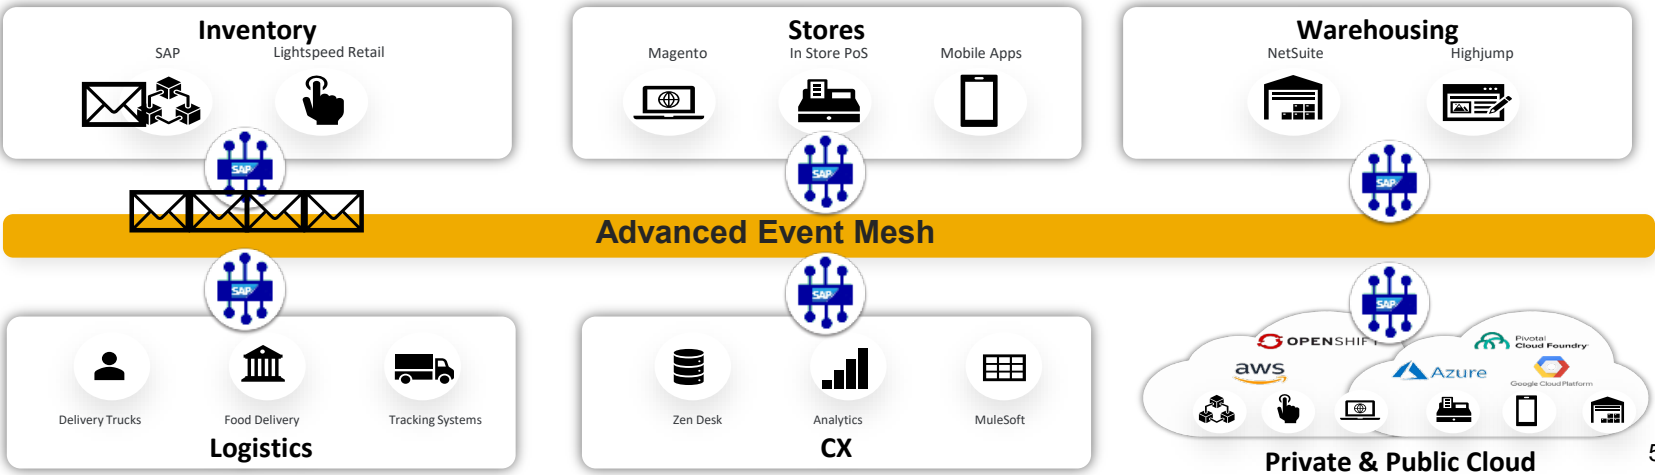 Inventory
SAP
Lightspeed Retail
Stores
Magento
In Store PoS
Mobile Apps
Warehousing
NetSuite
Highjump
SAP
SAP
SAP
Advanced Event Mesh
SAP
SAP
SAP
Delivery Trucks
Food Delivery
Tracking Systems
Logistics
Zen Desk
Analytics
MuleSoft
CX
OPENSHIFT
Pivotal
Cloud Foundry
aws
Azure
Google Cloud Platform
Private & Public Cloud
5